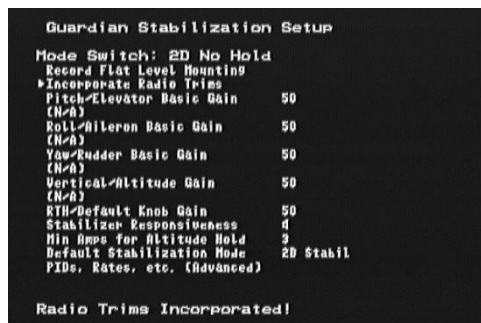 Guardian Stabilization Setup
Mode Switch: 2D No Hold
Record Flat Level Mounting
▸Incorporate Radio Trims
Pitch/Elevator Basic Gain 50
(N/A)
Roll/Aileron Basic Gain 50
(N/A)
Yaw/Rudder Basic Gain 50
(N/A)
Vertical/Altitude Gain 50
(N/A)
RTH/Default Knob Gain 50
Stabilizer Responsiveness 4
Min Amps for Altitude Hold 3
Default Stabilization Mode 2D Stabil
PIDs, Rates, etc. (Advanced)
Radio Trims Incorporated!